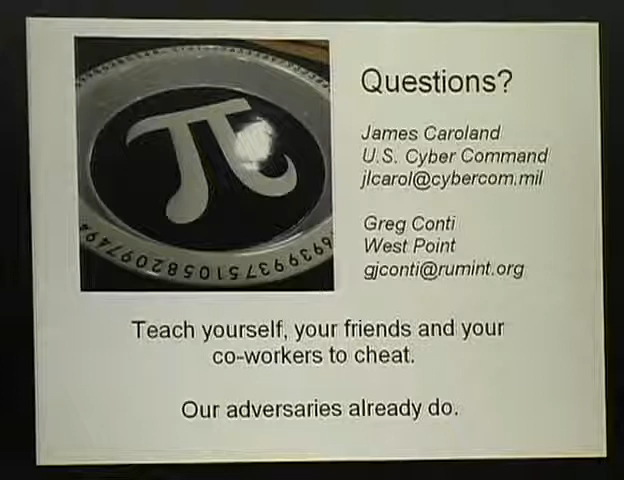 Questions?
James Caroland
U.S. Cyber Command
jlcarol@cybercom.mil
Greg Conti
West Point
gjconti@rumint.org
π
6939937510582097494
Teach yourself, your friends and your
co-workers to cheat.
Our adversaries already do.